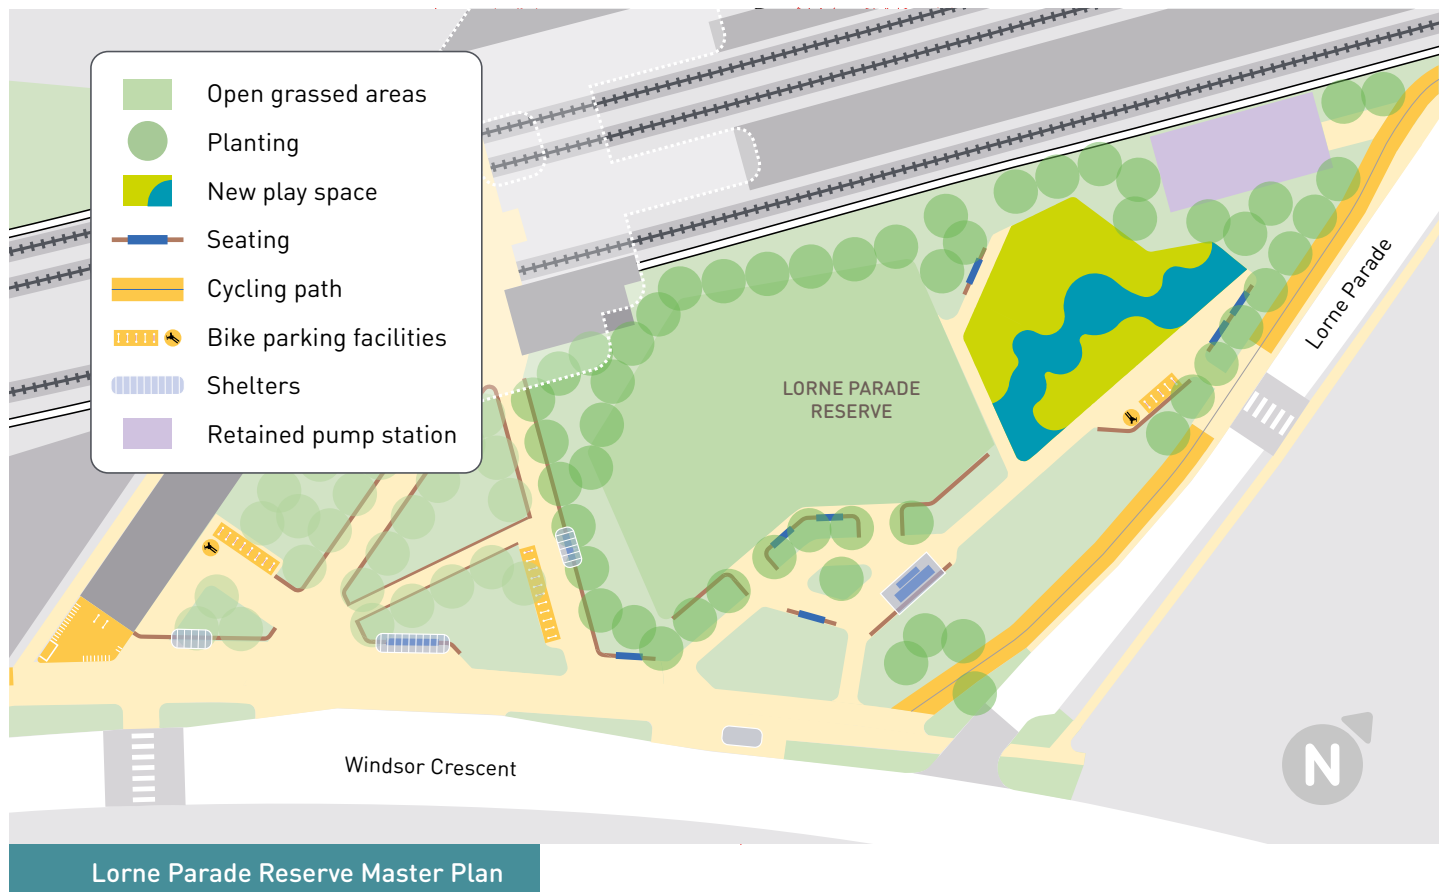 Open grassed areas
Planting
New play space
Seating
Cycling path
Bike parking facilities
Shelters
Retained pump station
LORNE PARADE
RESERVE
Lorne Parade
Windsor Crescent
N
Lorne Parade Reserve Master Plan